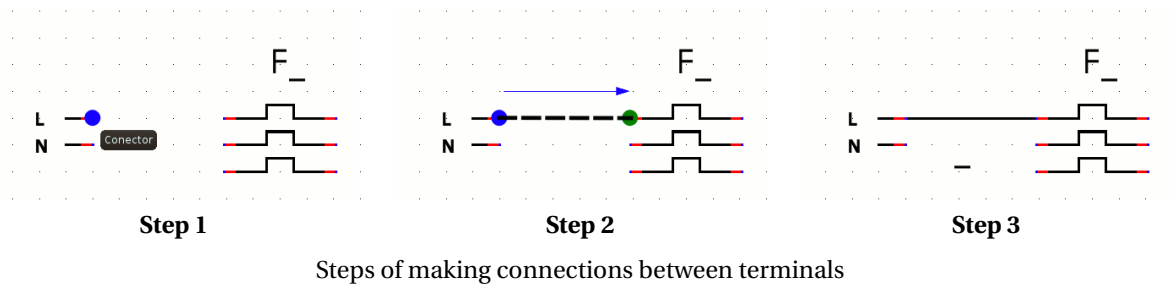 F_
F_
F_
L
N
Conector
L
N
L
N
_
Step 1
Step 2
Step 3
Steps of making connections between terminals